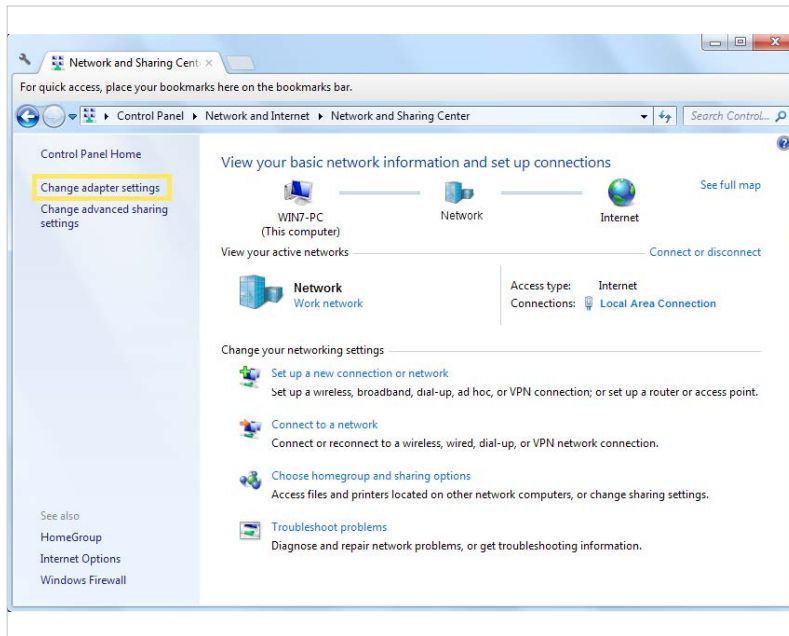 Network and Sharing Cent
For quick access, place your bookmarks here on the bookmarks bar.
Control Panel Network and Internet Network and Sharing Center
Search Control...
Control Panel Home
Change adapter settings
Change advanced sharing
settings
View your basic network information and set up connections
See full map
WIN7-PC
(This computer)
Network
Internet
View your active networks
Connect or disconnect
Network
Work network
Access type: Internet
Connections: Local Area Connection
Change your networking settings
Set up a new connection or network
Set up a wireless, broadband, dial-up, ad hoc, or VPN connection; or set up a router or access point.
Connect to a network
Connect or reconnect to a wireless, wired, dial-up, or VPN network connection.
Choose homegroup and sharing options
Access files and printers located on other network computers, or change sharing settings.
Troubleshoot problems
Diagnose and repair network problems, or get troubleshooting information.
See also
HomeGroup
Internet Options
Windows Firewall